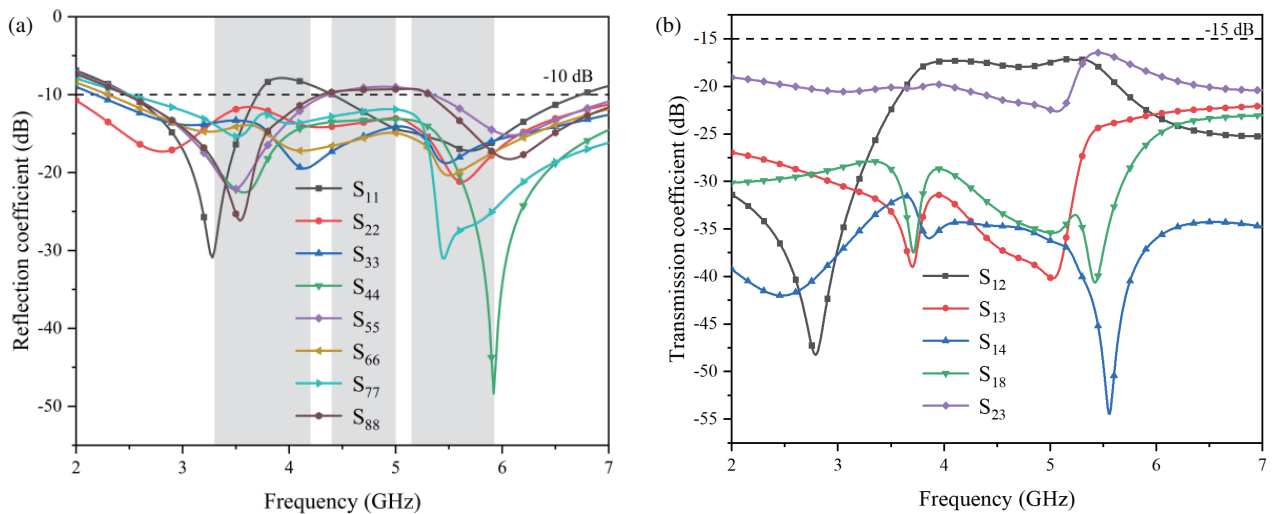 (a)
0
-10
-20
-30
-40
-50
Reflection coefficient (dB)
-10 dB
S11
S22
S33
S44
S55
S66
S77
S88
2 3 4 5 6 7
Frequency (GHz)
(b)
-15
-20
-25
-30
-35
-40
-45
-50
-55
Transmission coefficient (dB)
-15 dB
S12
S13
S14
S18
S23
2 3 4 5 6 7
Frequency (GHz)